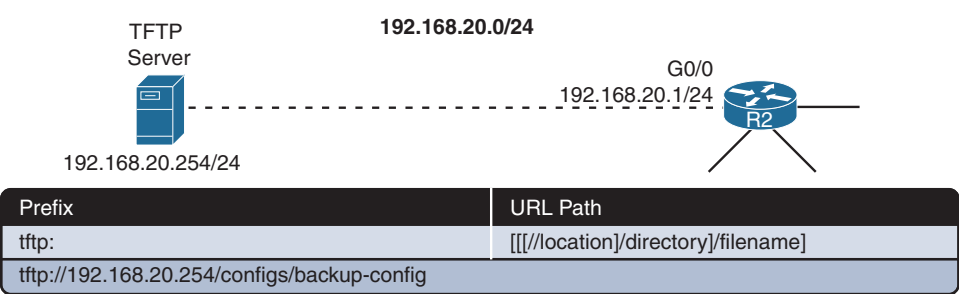 TFTP
Server
192.168.20.0/24
G0/0
192.168.20.1/24
R2
192.168.20.254/24
Prefix URL Path
tftp: [[[//location]/directory]/filename]
tftp://192.168.20.254/configs/backup-config